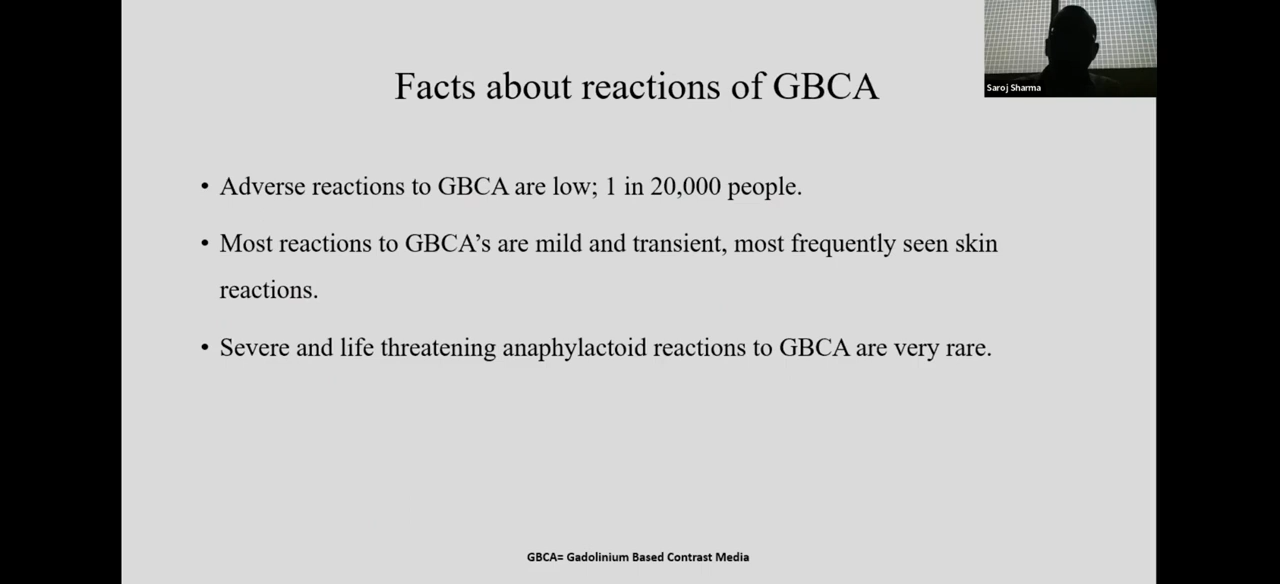 Facts about reactions of GBCA
Saroj Sharma
• Adverse reactions to GBCA are low; 1 in 20,000 people.
• Most reactions to GBCA’s are mild and transient, most frequently seen skin
reactions.
• Severe and life threatening anaphylactoid reactions to GBCA are very rare.
GBCA= Gadolinium Based Contrast Media